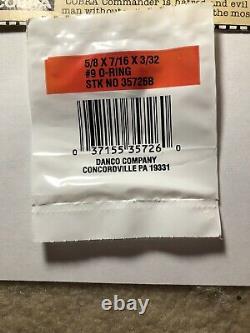 COBRA Commander is hatred and evil
man without
5/8 X 7/16 X 3/32
#9 O-RING
STK NO 35726B
0 37155 35726 0
DANCO COMPANY
CONCORDVILLE PA 19331